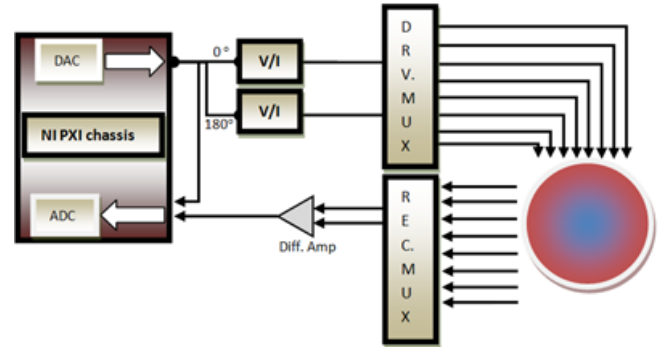 DAC
0°
V/I
180°
V/I
NI PXI chassis
ADC
Diff. Amp
D
R
V.
M
U
X
R
E
C.
M
U
X